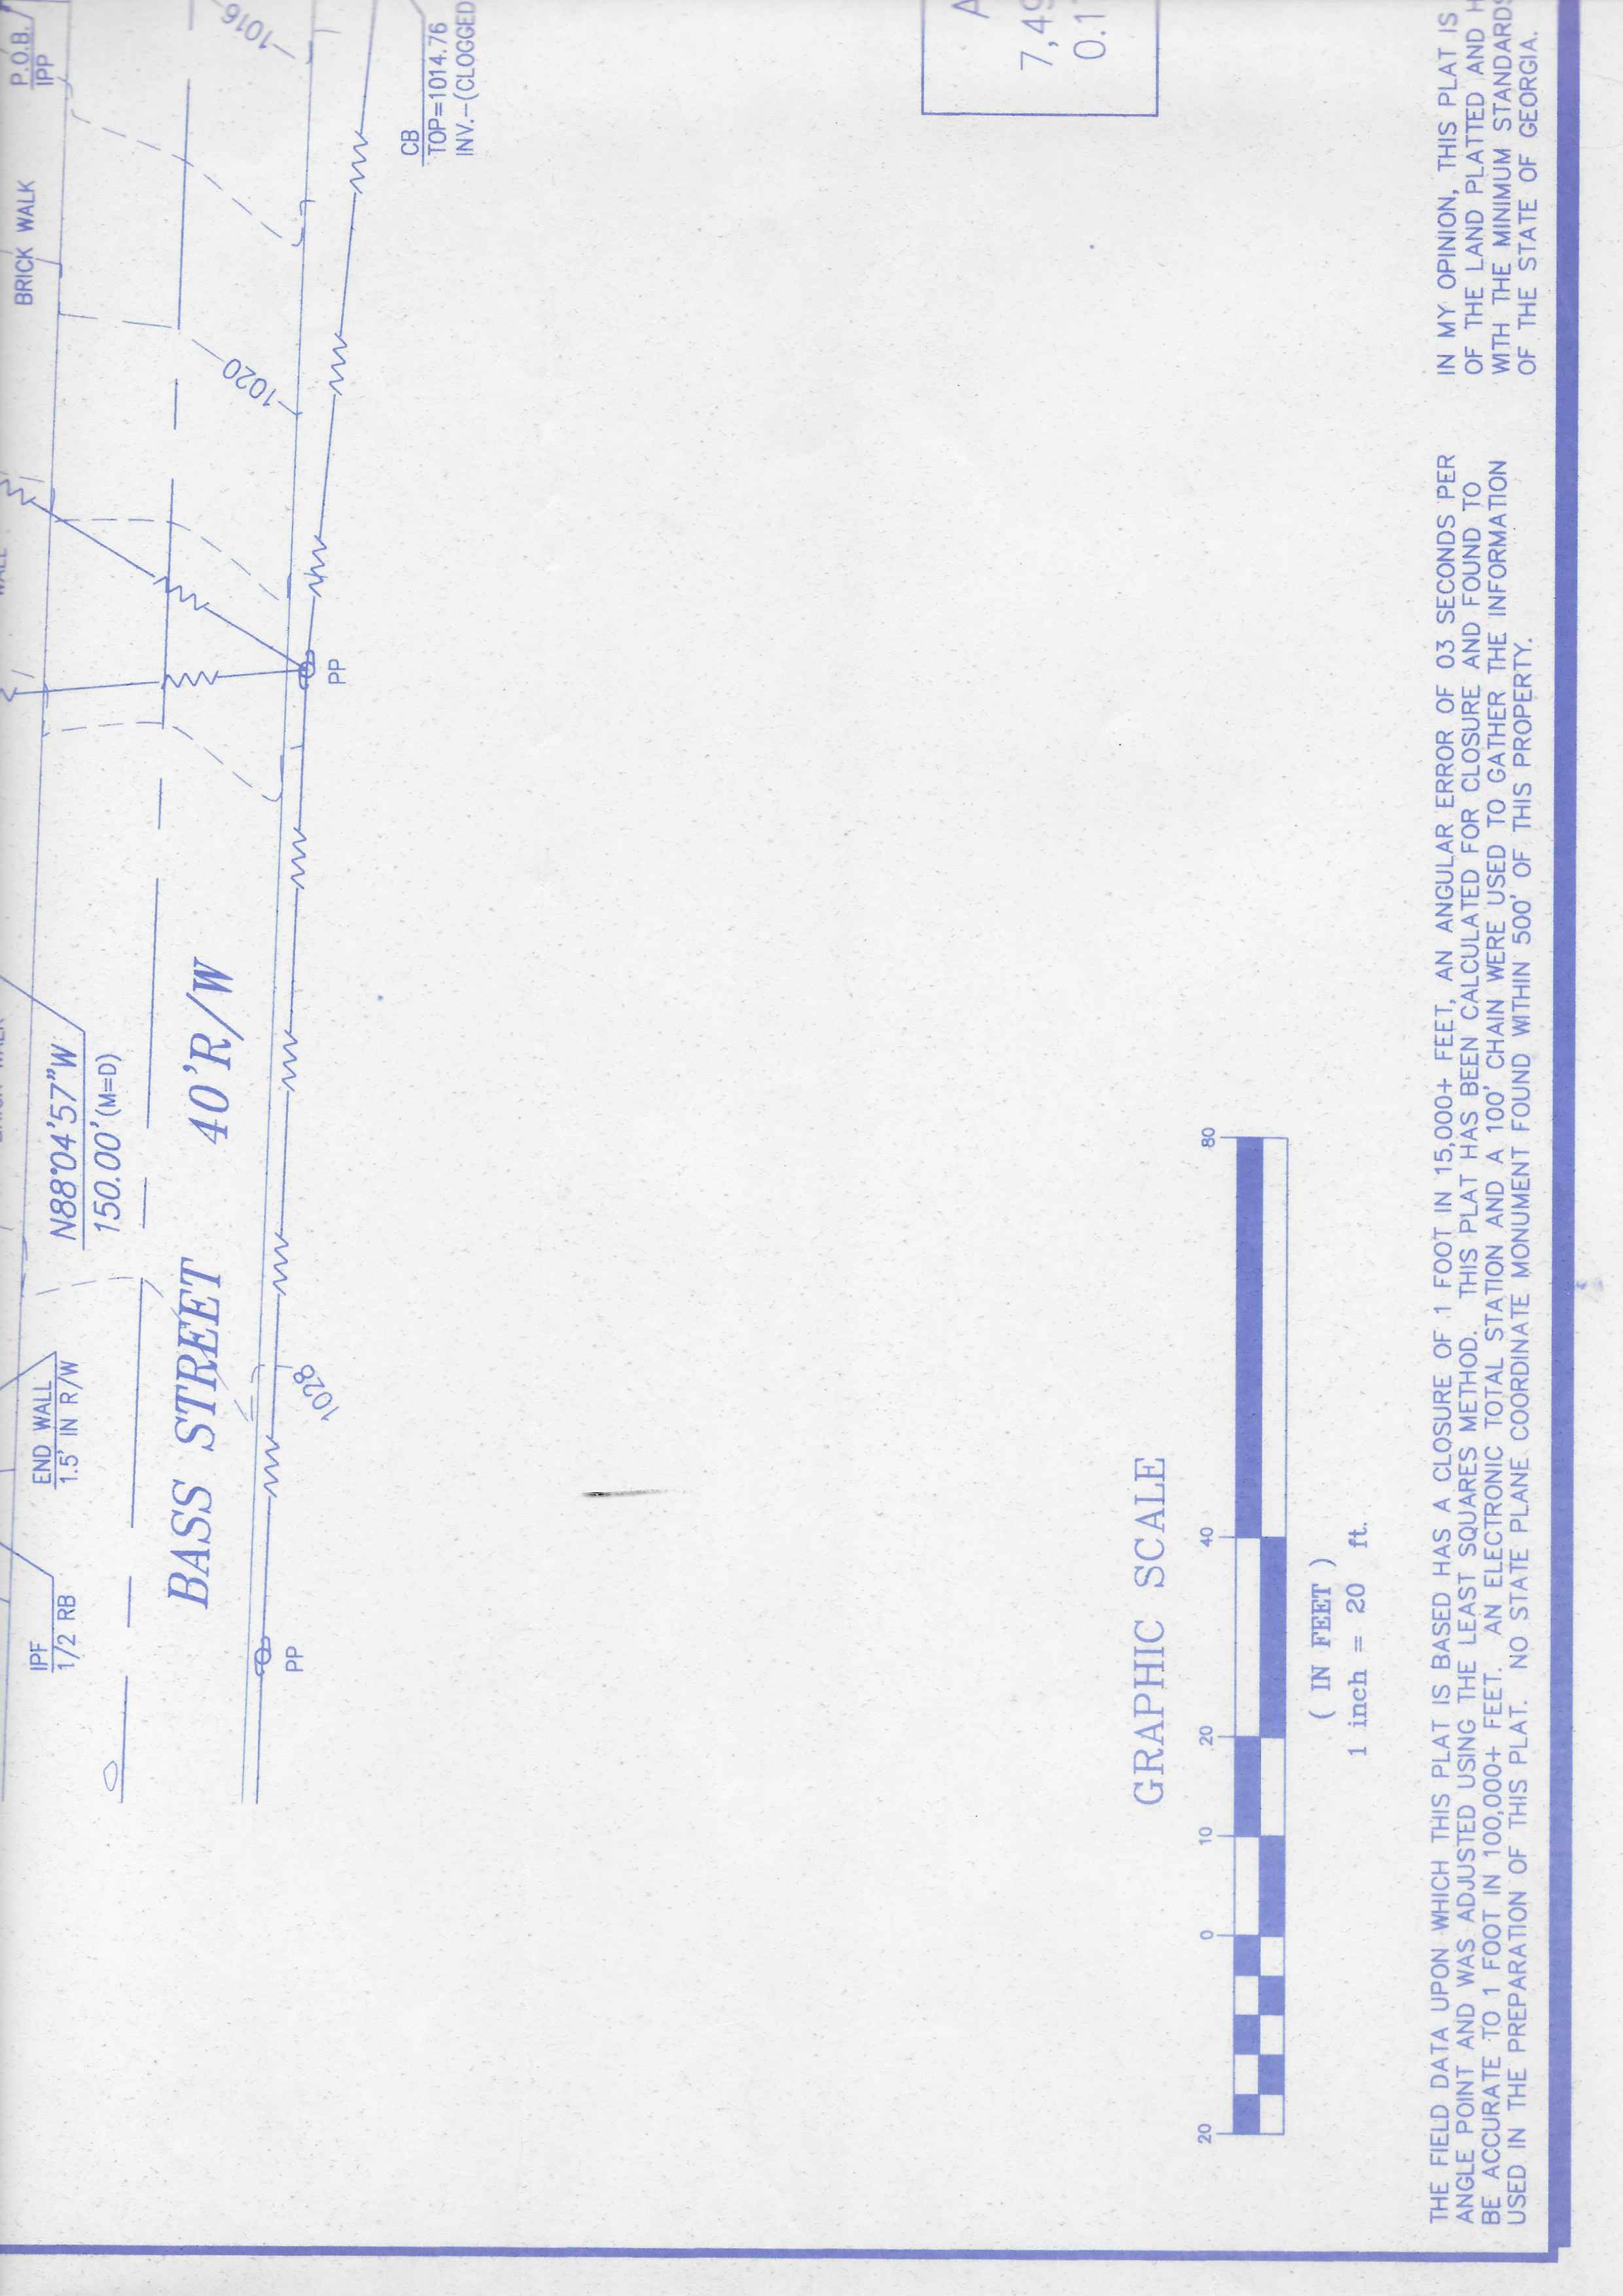 P.O.B.
IPP
BRICK WALK
1016
CB
TOP=1014.76
INV.-(CLOGGED
1020
PP
N88°04'57"W
150.00'(M=D)
END WALL
1.5' IN R/W
IPF
1/2 RB
BASS STREET 40'R/W
1028
PP
A
7,49
0.1
GRAPHIC SCALE
20 0 10 20 40 80
( IN FEET )
1 inch = 20 ft.
THE FIELD DATA UPON WHICH THIS PLAT IS BASED HAS A CLOSURE OF 1 FOOT IN 15,000+ FEET, AN ANGULAR ERROR OF 03 SECONDS PER
ANGLE POINT AND WAS ADJUSTED USING THE LEAST SQUARES METHOD. THIS PLAT HAS BEEN CALCULATED FOR CLOSURE AND FOUND TO
BE ACCURATE TO 1 FOOT IN 100,000+ FEET. AN ELECTRONIC TOTAL STATION AND A 100' CHAIN WERE USED TO GATHER THE INFORMATION
USED IN THE PREPARATION OF THIS PLAT. NO STATE PLANE COORDINATE MONUMENT FOUND WITHIN 500' OF THIS PROPERTY.
IN MY OPINION, THIS PLAT IS
OF THE LAND PLATTED AND H
WITH THE MINIMUM STANDARDS
OF THE STATE OF GEORGIA.